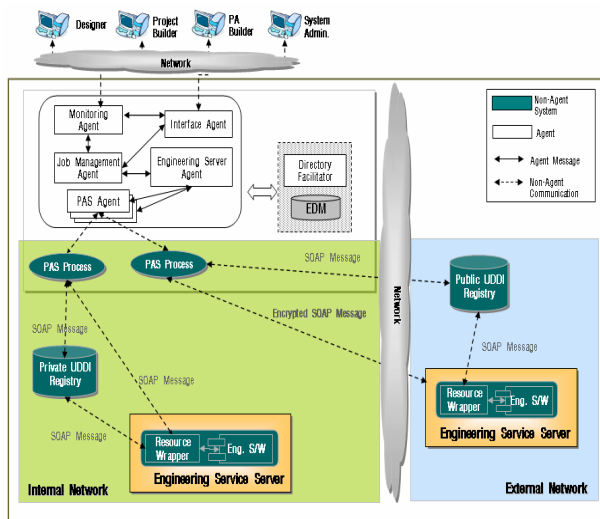 Designer
Project
Builder
PA
Builder
System
Admin.
Network
Monitoring
Agent
Interface Agent
Job Management
Agent
Engineering Server
Agent
PAS Agent
Directory
Facilitator
EDM
Non-Agent
System
Agent
Agent Message
Non-Agent
Communication
PAS Process
PAS Process
SOAP Message
Network
Public UDDI
Registry
SOAP Message
Encrypted SOAP Message
SOAP Message
Private UDDI
Registry
SOAP Message
SOAP Message
Resource
Wrapper
Eng. S/W
Engineering Service Server
Resource
Wrapper
Eng. S/W
Engineering Service Server
Internal Network
External Network